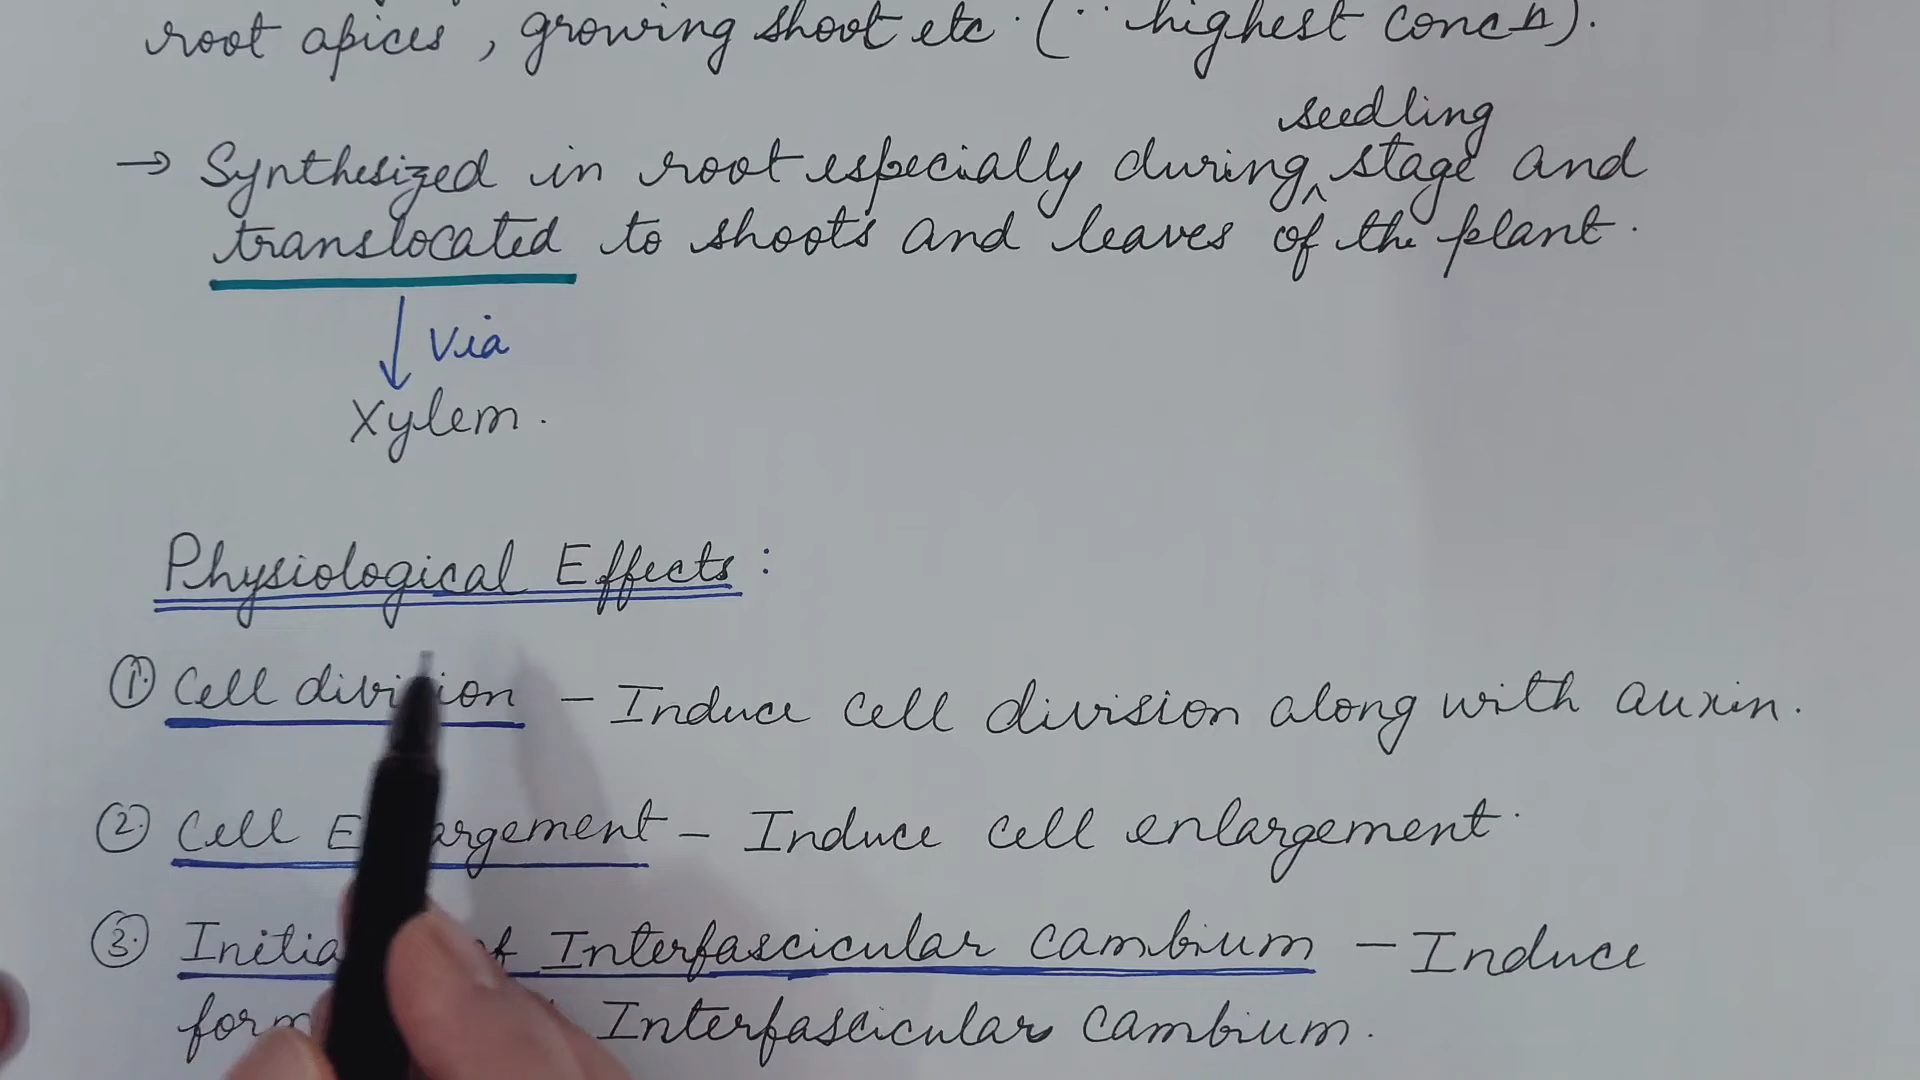 root apices, growing shoot etc. (∵ highest concn).
seedling
→ Synthesized in root especially during ^ stage and
translocated to shoots and leaves of the plant.
↓ Via
Xylem.
Physiological Effects:
① Cell division - Induce cell division along with auxin.
② Cell Enlargement - Induce cell enlargement.
③ of Interfascicular cambium - Induce
Interfascicular cambium.